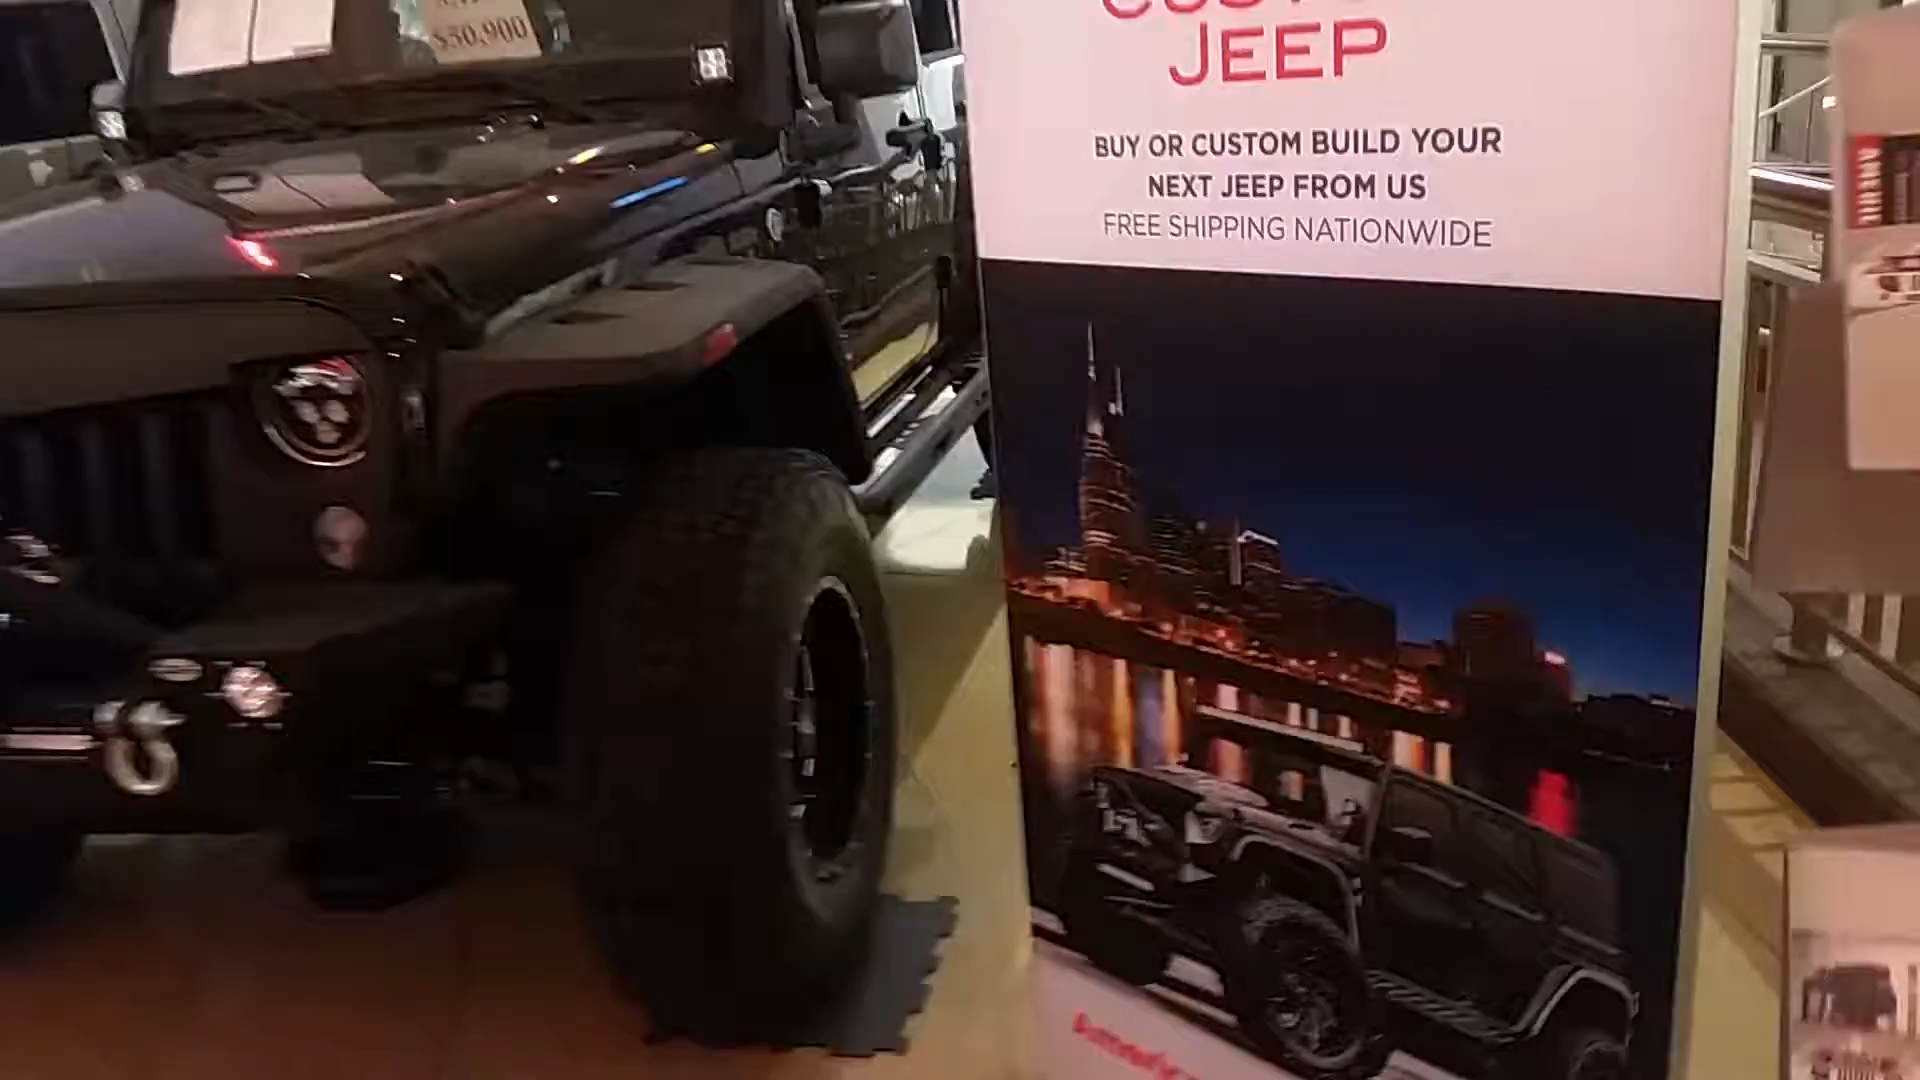 $50,900
JEEP
BUY OR CUSTOM BUILD YOUR
NEXT JEEP FROM US
FREE SHIPPING NATIONWIDE